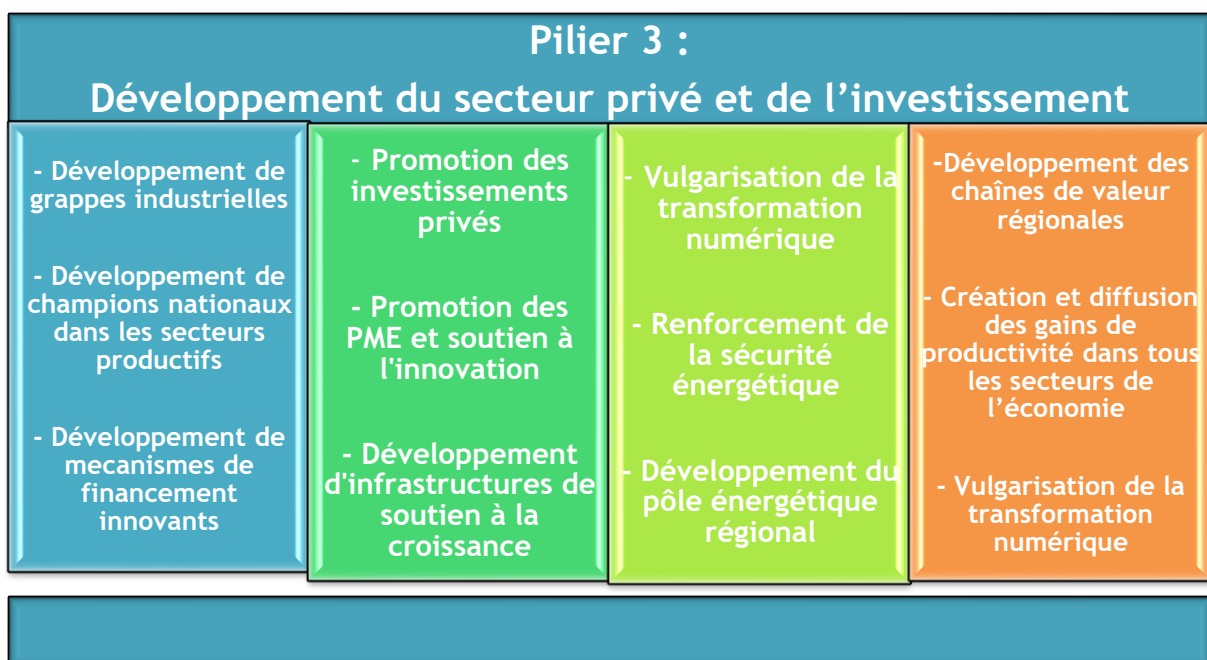 Pilier 3 :
Développement du secteur privé et de l’investissement
- Développement de
grappes industrielles
- Développement de
champions nationaux
dans les secteurs
productifs
- Développement de
mecanismes de
financement
innovants
- Promotion des
investissements
privés
- Promotion des
PME et soutien à
l'innovation
- Développement
d'infrastructures de
soutien à la
croissance
- Vulgarisation de la
transformation
numérique
- Renforcement de
la sécurité
énergétique
- Développement du
pôle énergétique
régional
-Développement des
chaînes de valeur
régionales
- Création et diffusion
des gains de
productivité dans tous
les secteurs de
l’économie
- Vulgarisation de la
transformation
numérique